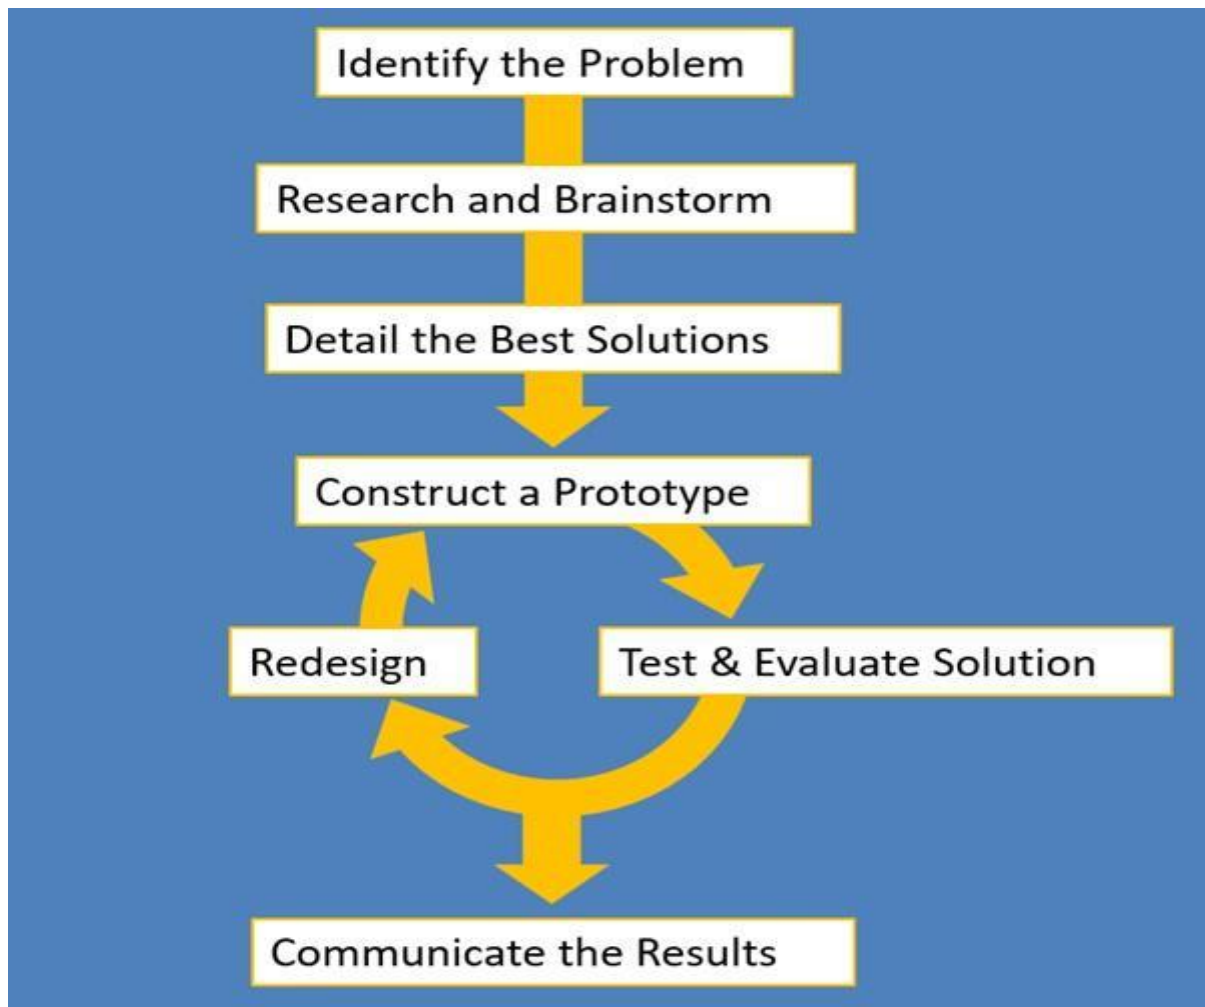 Identify the Problem
Research and Brainstorm
Detail the Best Solutions
Construct a Prototype
Redesign
Test & Evaluate Solution
Communicate the Results